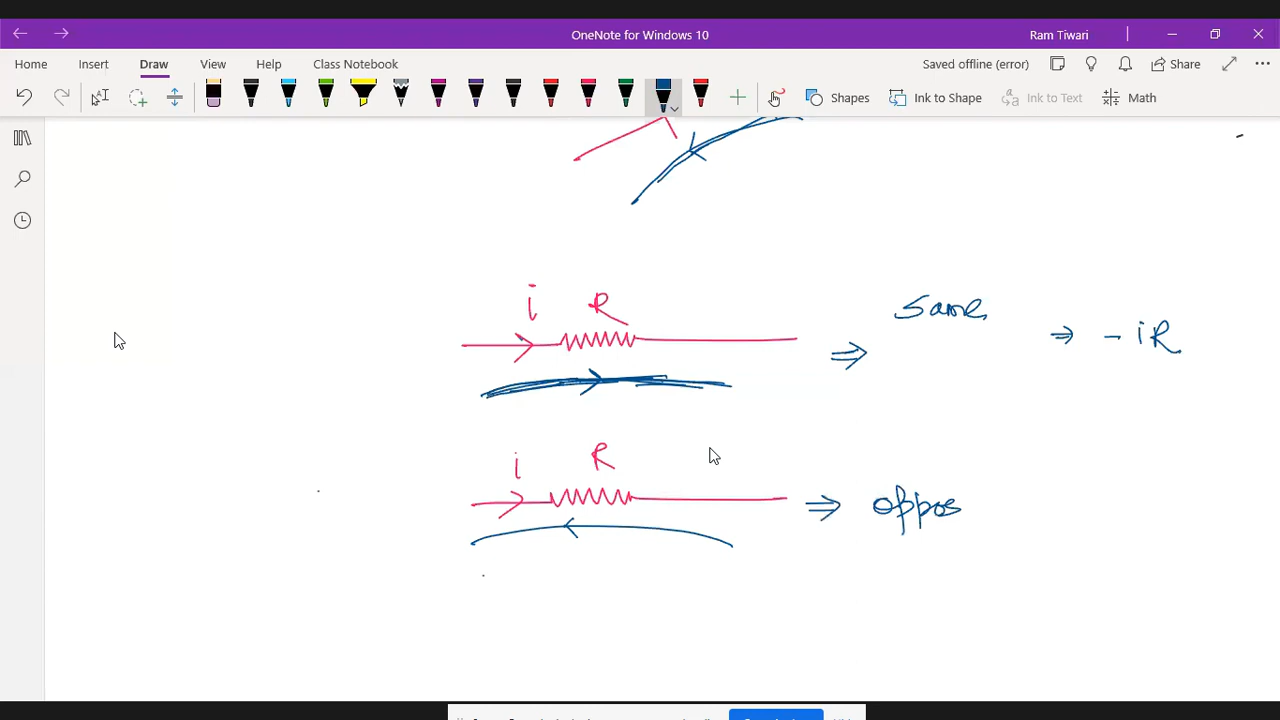 OneNote for Windows 10
Ram Tiwari
Home Insert Draw View Help Class Notebook
Saved offline (error)
Share
Shapes
Ink to Shape
Ink to Text
Math
i R
Same
⇒ ⇒ - iR
i R
⇒ oppos